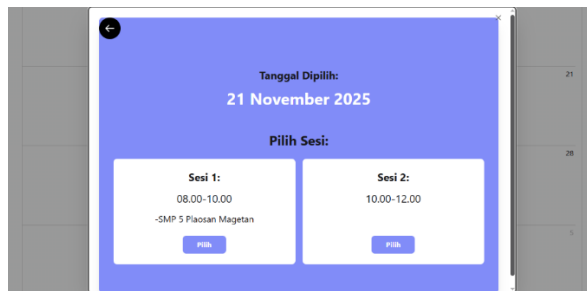 Tanggal Dipilih:
21 November 2025
Pilih Sesi:
Sesi 1:
08.00-10.00
-SMP 5 Plaosan Magetan
Pilih
Sesi 2:
10.00-12.00
Pilih
21
28
5